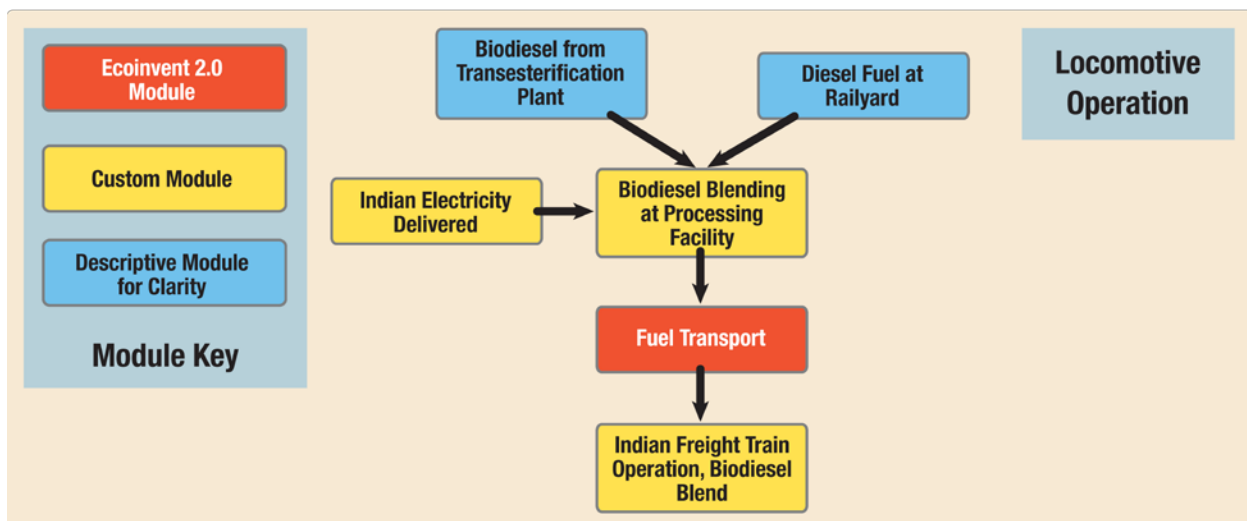 Ecoinvent 2.0
Module
Custom Module
Descriptive Module
for Clarity
Module Key
Biodiesel from
Transesterification
Plant
Diesel Fuel at
Railyard
Locomotive
Operation
Indian Electricity
Delivered
Biodiesel Blending
at Processing
Facility
Fuel Transport
Indian Freight Train
Operation, Biodiesel
Blend